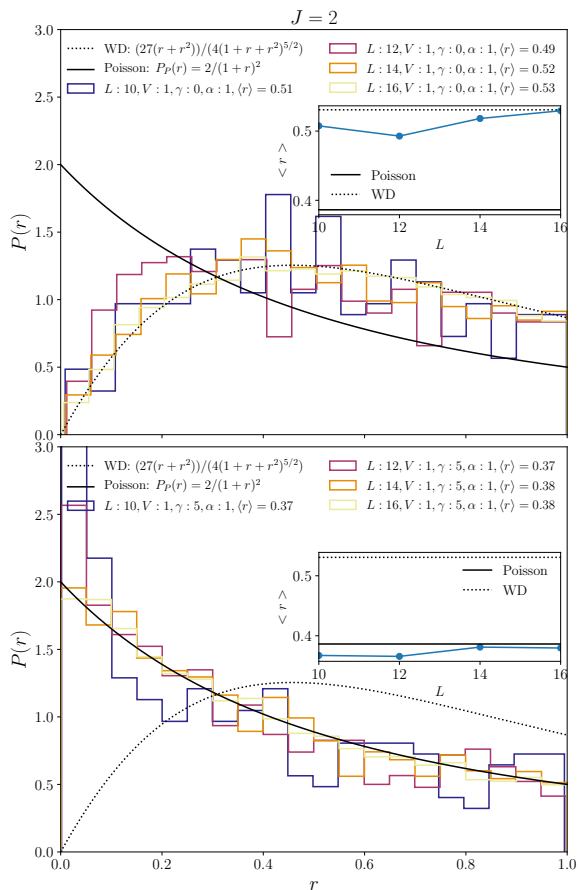 J = 2
WD: (27(r + r²))/(4(1 + r + r²)^{5/2})
Poisson: P_P(r) = 2/(1 + r)²
L : 10, V : 1, γ : 0, α : 1, ⟨r⟩ = 0.51
L : 12, V : 1, γ : 0, α : 1, ⟨r⟩ = 0.49
L : 14, V : 1, γ : 0, α : 1, ⟨r⟩ = 0.52
L : 16, V : 1, γ : 0, α : 1, ⟨r⟩ = 0.53
3.0
2.5
2.0
1.5
1.0
0.5
0.0
P(r)
0.5
0.4
< r >
Poisson
WD
10 12 14 16
L
WD: (27(r + r²))/(4(1 + r + r²)^{5/2})
Poisson: P_P(r) = 2/(1 + r)²
L : 10, V : 1, γ : 5, α : 1, ⟨r⟩ = 0.37
L : 12, V : 1, γ : 5, α : 1, ⟨r⟩ = 0.37
L : 14, V : 1, γ : 5, α : 1, ⟨r⟩ = 0.38
L : 16, V : 1, γ : 5, α : 1, ⟨r⟩ = 0.38
3.0
2.5
2.0
1.5
1.0
0.5
0.0
P(r)
0.5
0.4
< r >
Poisson
WD
10 12 14 16
L
0.0 0.2 0.4 0.6 0.8 1.0
r